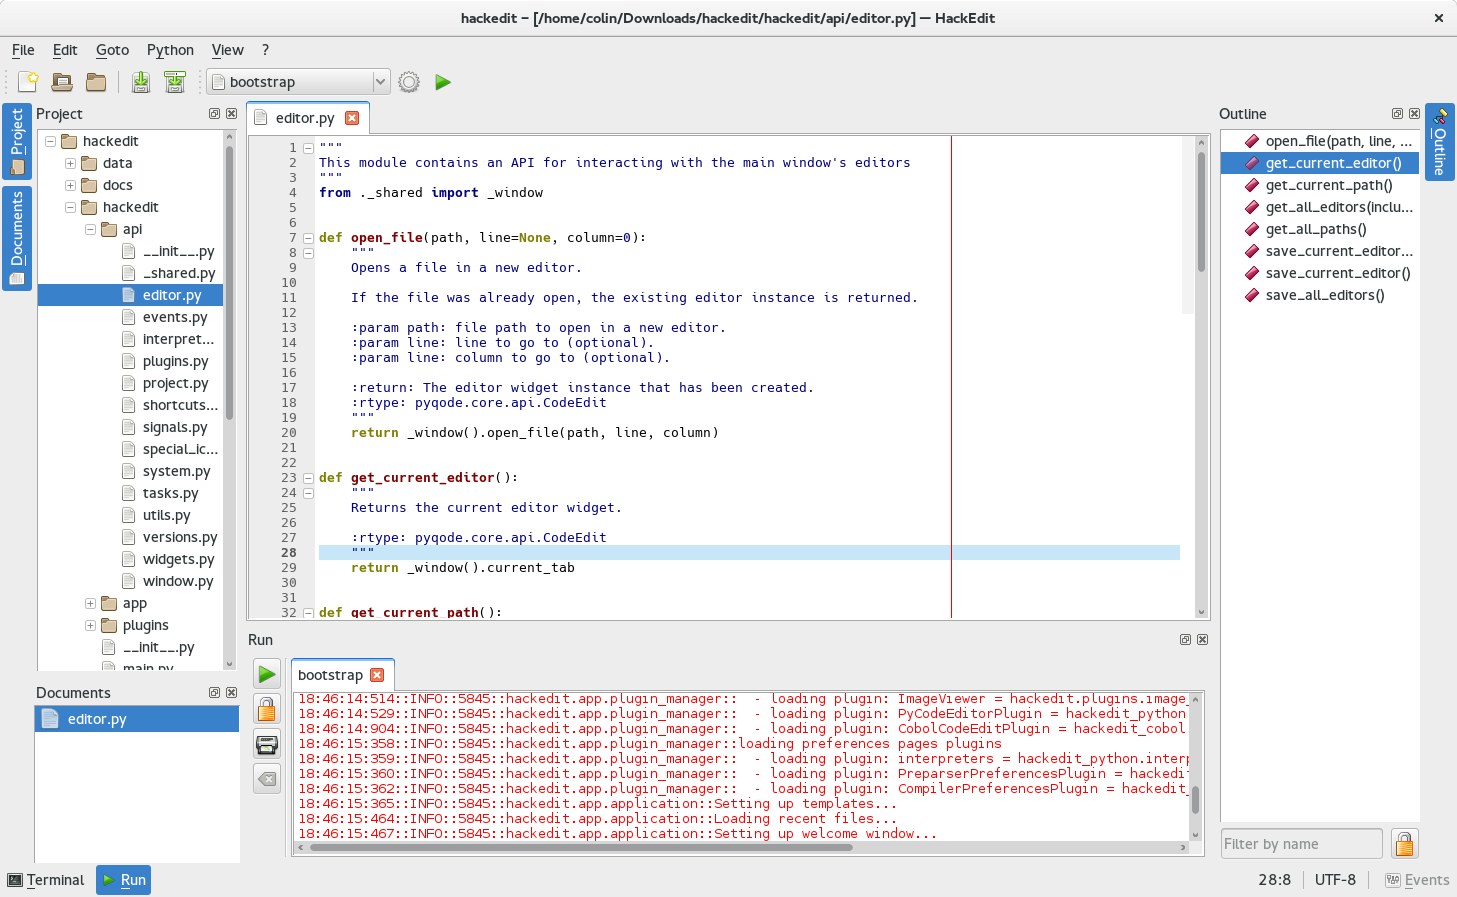 hackedit – [/home/colin/Downloads/hackedit/hackedit/api/editor.py] — HackEdit
File Edit Goto Python View ?
bootstrap
Project
Documents
Project
hackedit
data
docs
hackedit
api
__init__.py
_shared.py
editor.py
events.py
interpret...
plugins.py
project.py
shortcuts...
signals.py
special_ic...
system.py
tasks.py
utils.py
versions.py
widgets.py
window.py
app
plugins
__init__.py
main.py
Documents
editor.py
editor.py
1 """
2 This module contains an API for interacting with the main window's editors
3 """
4 from ._shared import _window
5
6
7 def open_file(path, line=None, column=0):
8 """
9 Opens a file in a new editor.
10
11 If the file was already open, the existing editor instance is returned.
12
13 :param path: file path to open in a new editor.
14 :param line: line to go to (optional).
15 :param line: column to go to (optional).
16
17 :return: The editor widget instance that has been created.
18 :rtype: pyqode.core.api.CodeEdit
19 """
20 return _window().open_file(path, line, column)
21
22
23 def get_current_editor():
24 """
25 Returns the current editor widget.
26
27 :rtype: pyqode.core.api.CodeEdit
28 """
29 return _window().current_tab
30
31
32 def get_current_path():
Run
bootstrap
18:46:14:514::INFO::5845::hackedit.app.plugin_manager::  - loading plugin: ImageViewer = hackedit.plugins.image_
18:46:14:529::INFO::5845::hackedit.app.plugin_manager::  - loading plugin: PyCodeEditorPlugin = hackedit_python
18:46:14:904::INFO::5845::hackedit.app.plugin_manager::  - loading plugin: CobolCodeEditPlugin = hackedit_cobol
18:46:15:358::INFO::5845::hackedit.app.plugin_manager::loading preferences pages plugins
18:46:15:359::INFO::5845::hackedit.app.plugin_manager::  - loading plugin: interpreters = hackedit_python.interp
18:46:15:360::INFO::5845::hackedit.app.plugin_manager::  - loading plugin: PreparserPreferencesPlugin = hackedit
18:46:15:362::INFO::5845::hackedit.app.plugin_manager::  - loading plugin: CompilerPreferencesPlugin = hackedit_
18:46:15:365::INFO::5845::hackedit.app.application::Setting up templates...
18:46:15:464::INFO::5845::hackedit.app.application::Loading recent files...
18:46:15:467::INFO::5845::hackedit.app.application::Setting up welcome window...
Outline
open_file(path, line, ...
get_current_editor()
get_current_path()
get_all_editors(inclu...
get_all_paths()
save_current_editor...
save_current_editor()
save_all_editors()
Filter by name
Outline
Terminal Run 28:8 UTF-8 Events